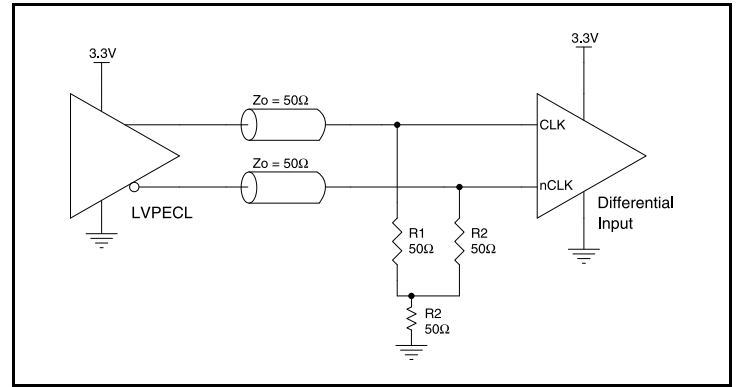 3.3V
3.3V
Zo = 50Ω
CLK
Zo = 50Ω
nCLK
LVPECL
Differential
Input
R1
50Ω
R2
50Ω
R2
50Ω